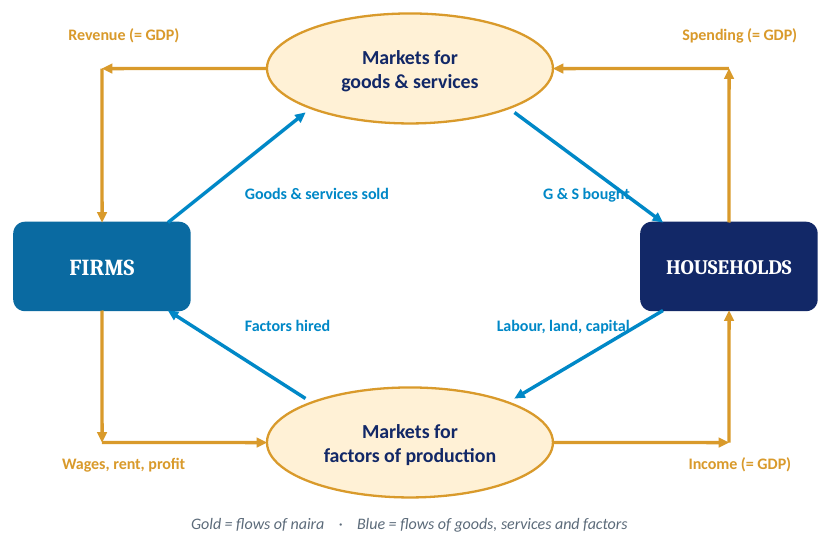 Revenue (= GDP)
Spending (= GDP)
Markets for
goods & services
Goods & services sold
G & S bought
FIRMS
HOUSEHOLDS
Factors hired
Labour, land, capital
Markets for
factors of production
Wages, rent, profit
Income (= GDP)
Gold = flows of naira · Blue = flows of goods, services and factors